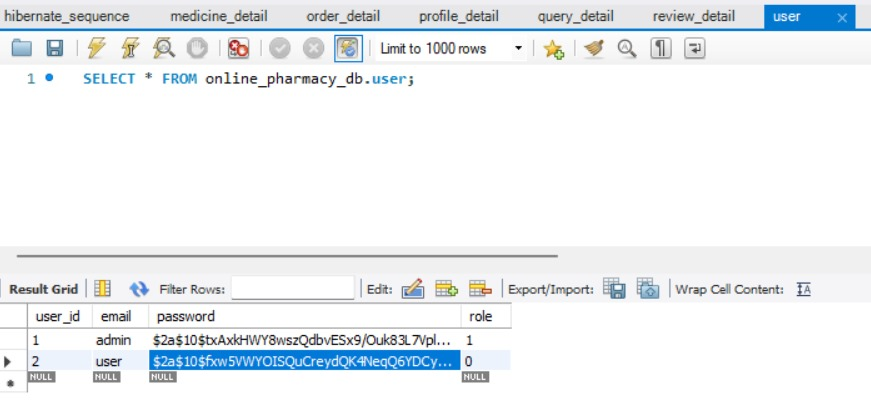 hibernate_sequence medicine_detail order_detail profile_detail query_detail review_detail user
Limit to 1000 rows
1 SELECT * FROM online_pharmacy_db.user;
Result Grid Filter Rows: Edit: Export/Import: Wrap Cell Content: IA
user_id email password role
1 admin $2a$10$txAxkHWY8wszQdbvESx9/Ouk83L7Vpl... 1
2 user $2a$10$fxw5VWYOISQuCreydQK4NeqQ6YDCy... 0
NULL NULL NULL NULL